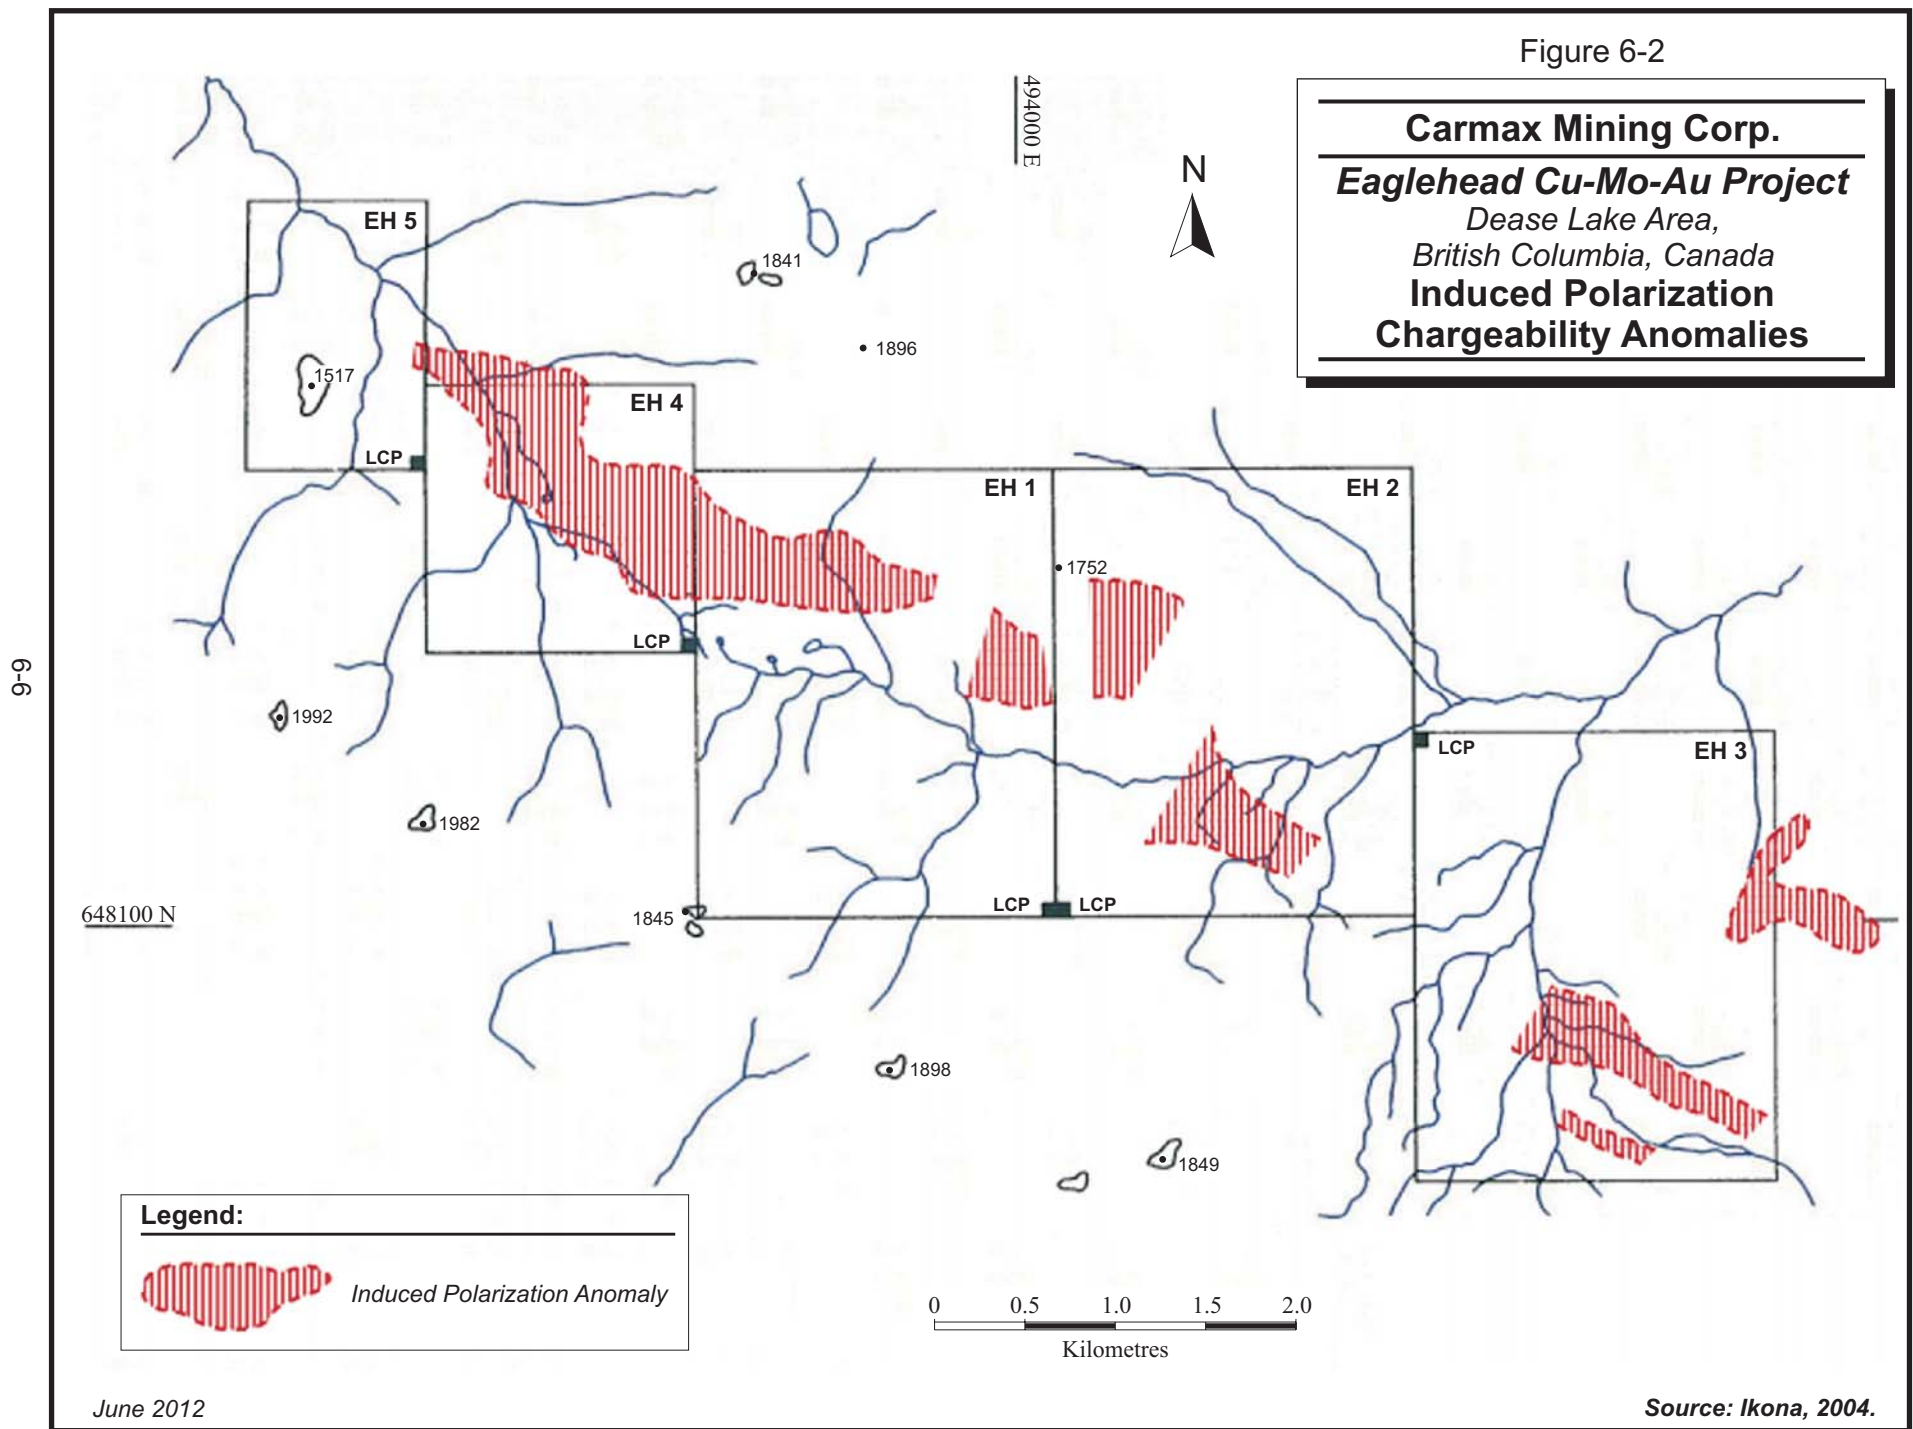 Figure 6-2
Carmax Mining Corp.
Eaglehead Cu-Mo-Au Project
Dease Lake Area,
British Columbia, Canada
Induced Polarization
Chargeability Anomalies
494000 E
N
EH 5
1841
1896
1517
EH 4
LCP
EH 1
EH 2
1752
LCP
6-6
1992
LCP
EH 3
1982
648100 N
1845
LCP
LCP
1898
1849
Legend:
Induced Polarization Anomaly
0 0.5 1.0 1.5 2.0
Kilometres
June 2012
Source: Ikona, 2004.